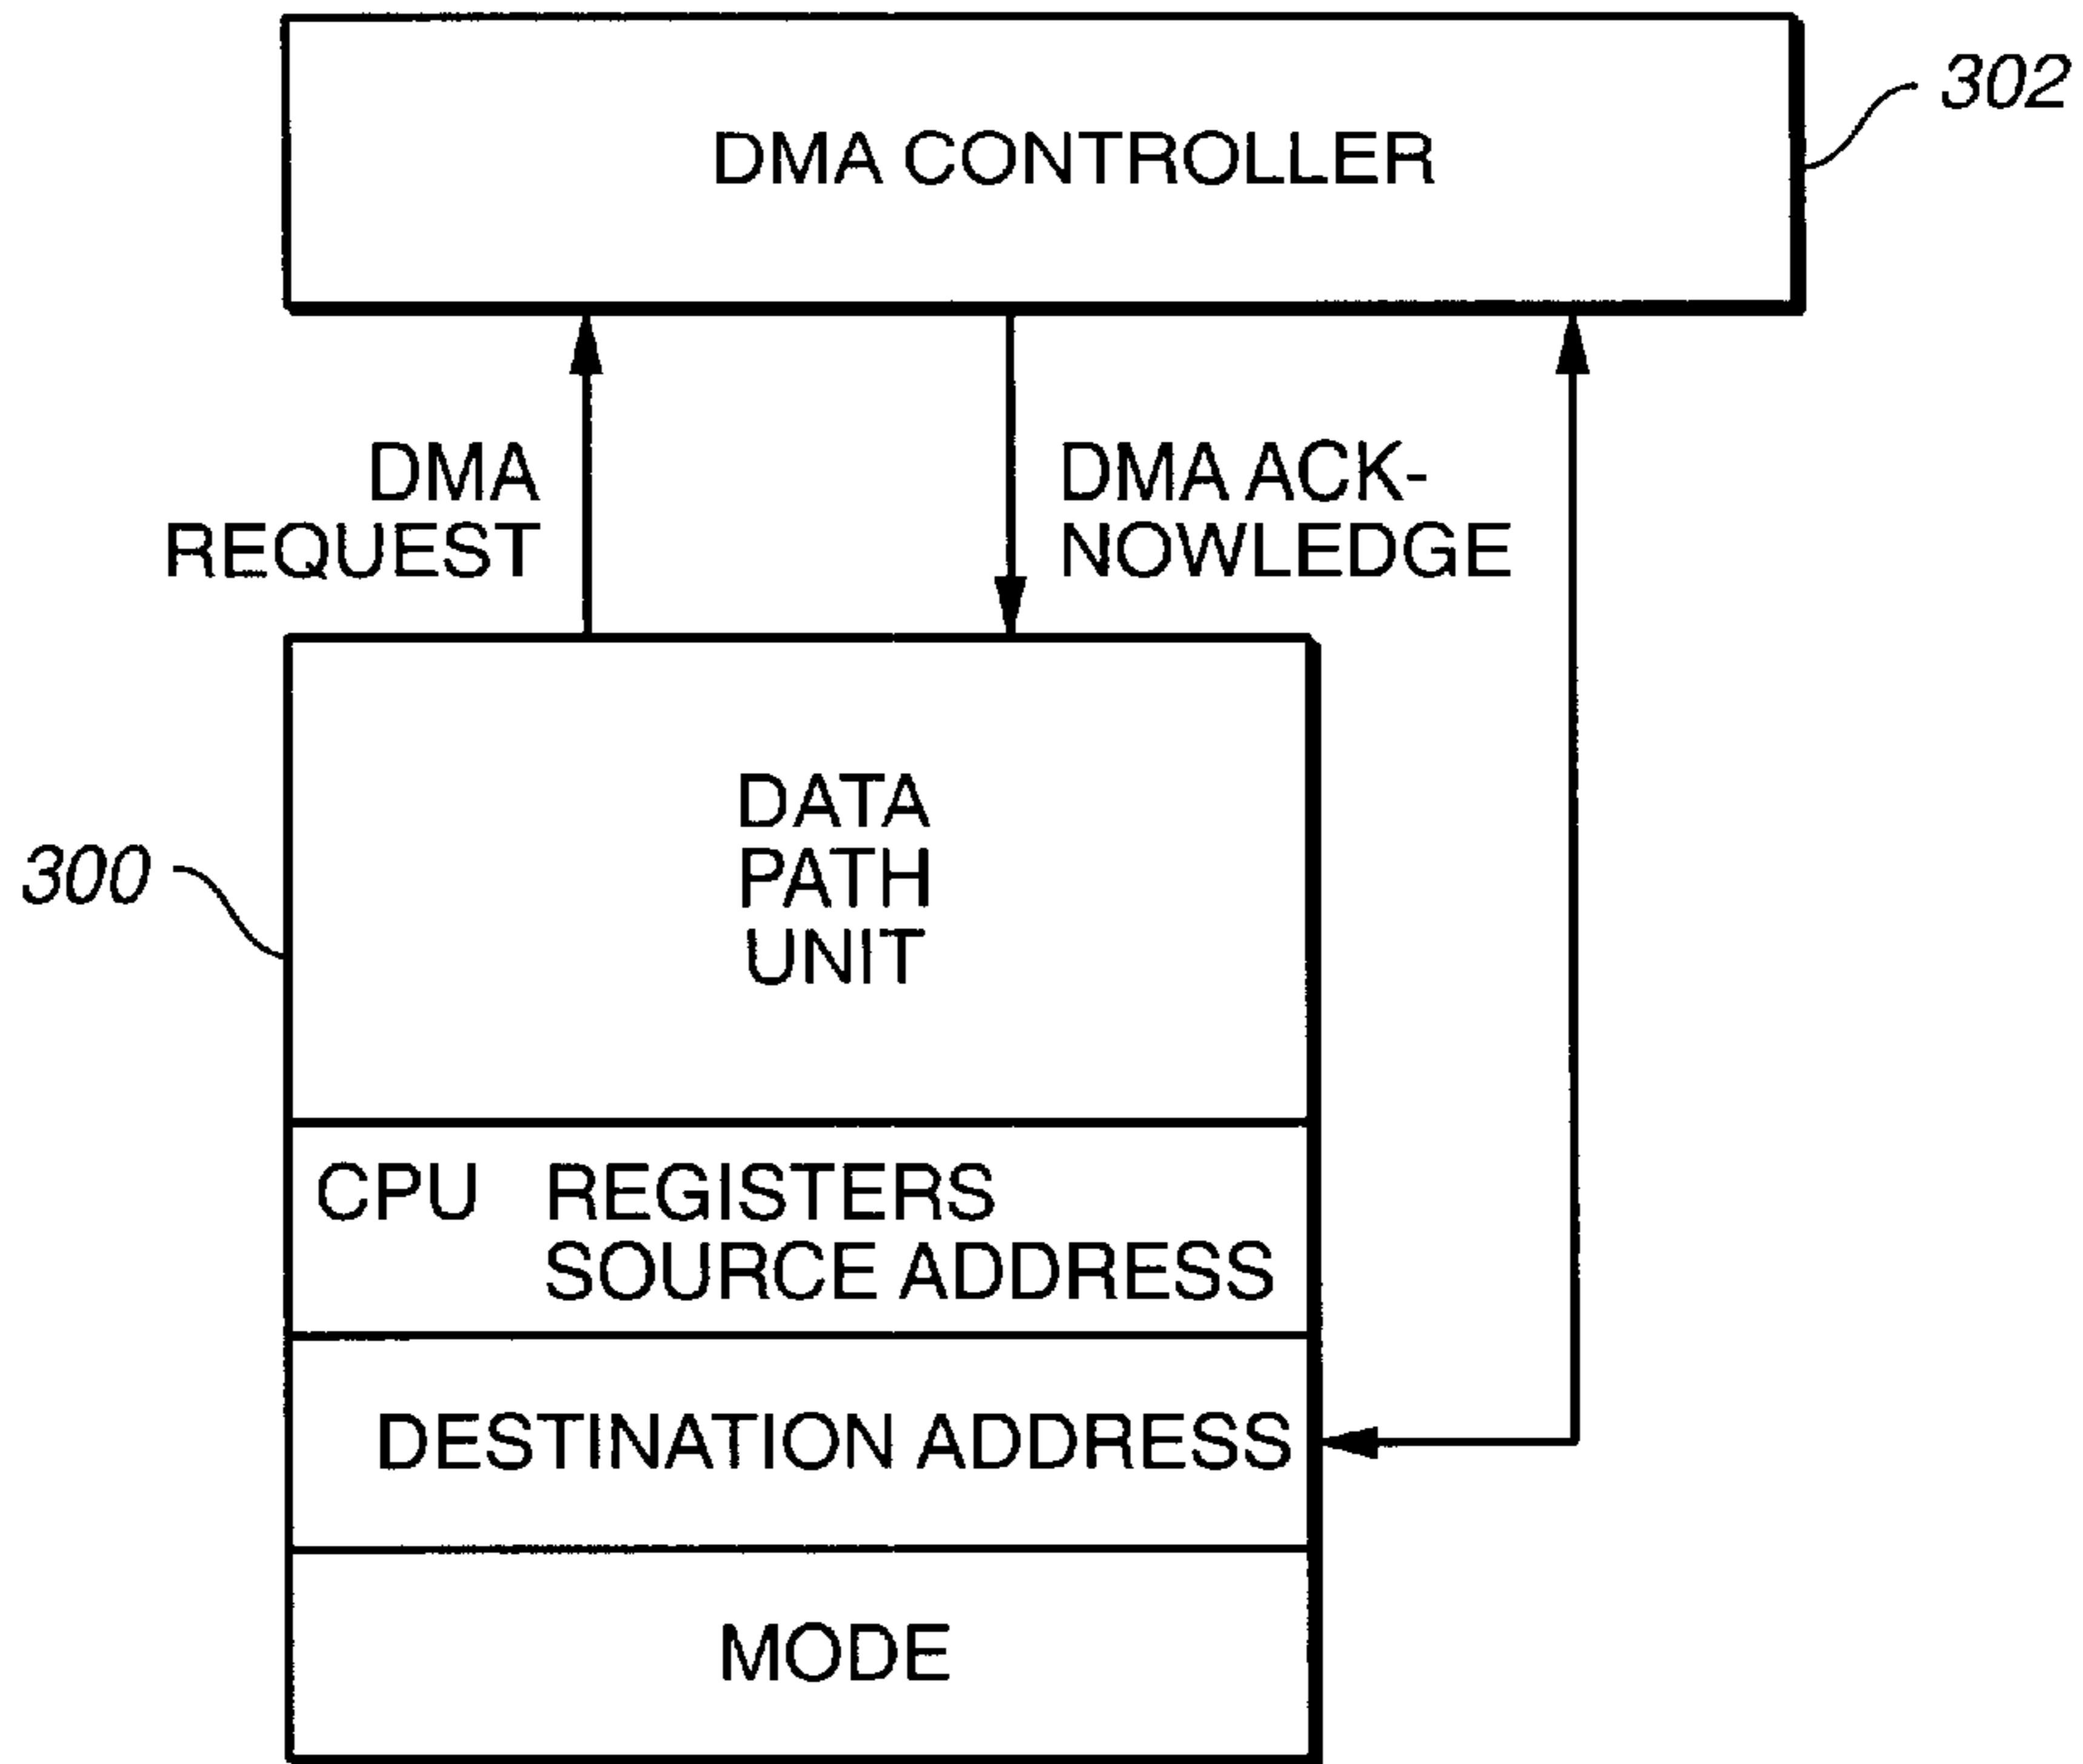 DMA CONTROLLER
302
DMA
REQUEST
DMA ACK-
NOWLEDGE
300
DATA
PATH
UNIT
CPU REGISTERS
SOURCE ADDRESS
DESTINATION ADDRESS
MODE